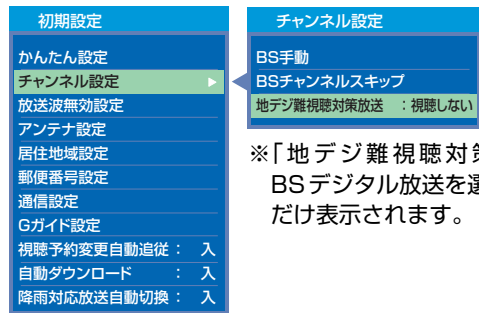 初期設定
かんたん設定
チャンネル設定
放送波無効設定
アンテナ設定
居住地域設定
郵便番号設定
通信設定
Gガイド設定
視聴予約変更自動追従： 入
自動ダウンロード ： 入
降雨対応放送自動切換： 入
チャンネル設定
BS手動
BSチャンネルスキップ
地デジ難視聴対策放送 ：視聴しない
※「地デジ難視聴対策
BSデジタル放送を選
だけ表示されます。